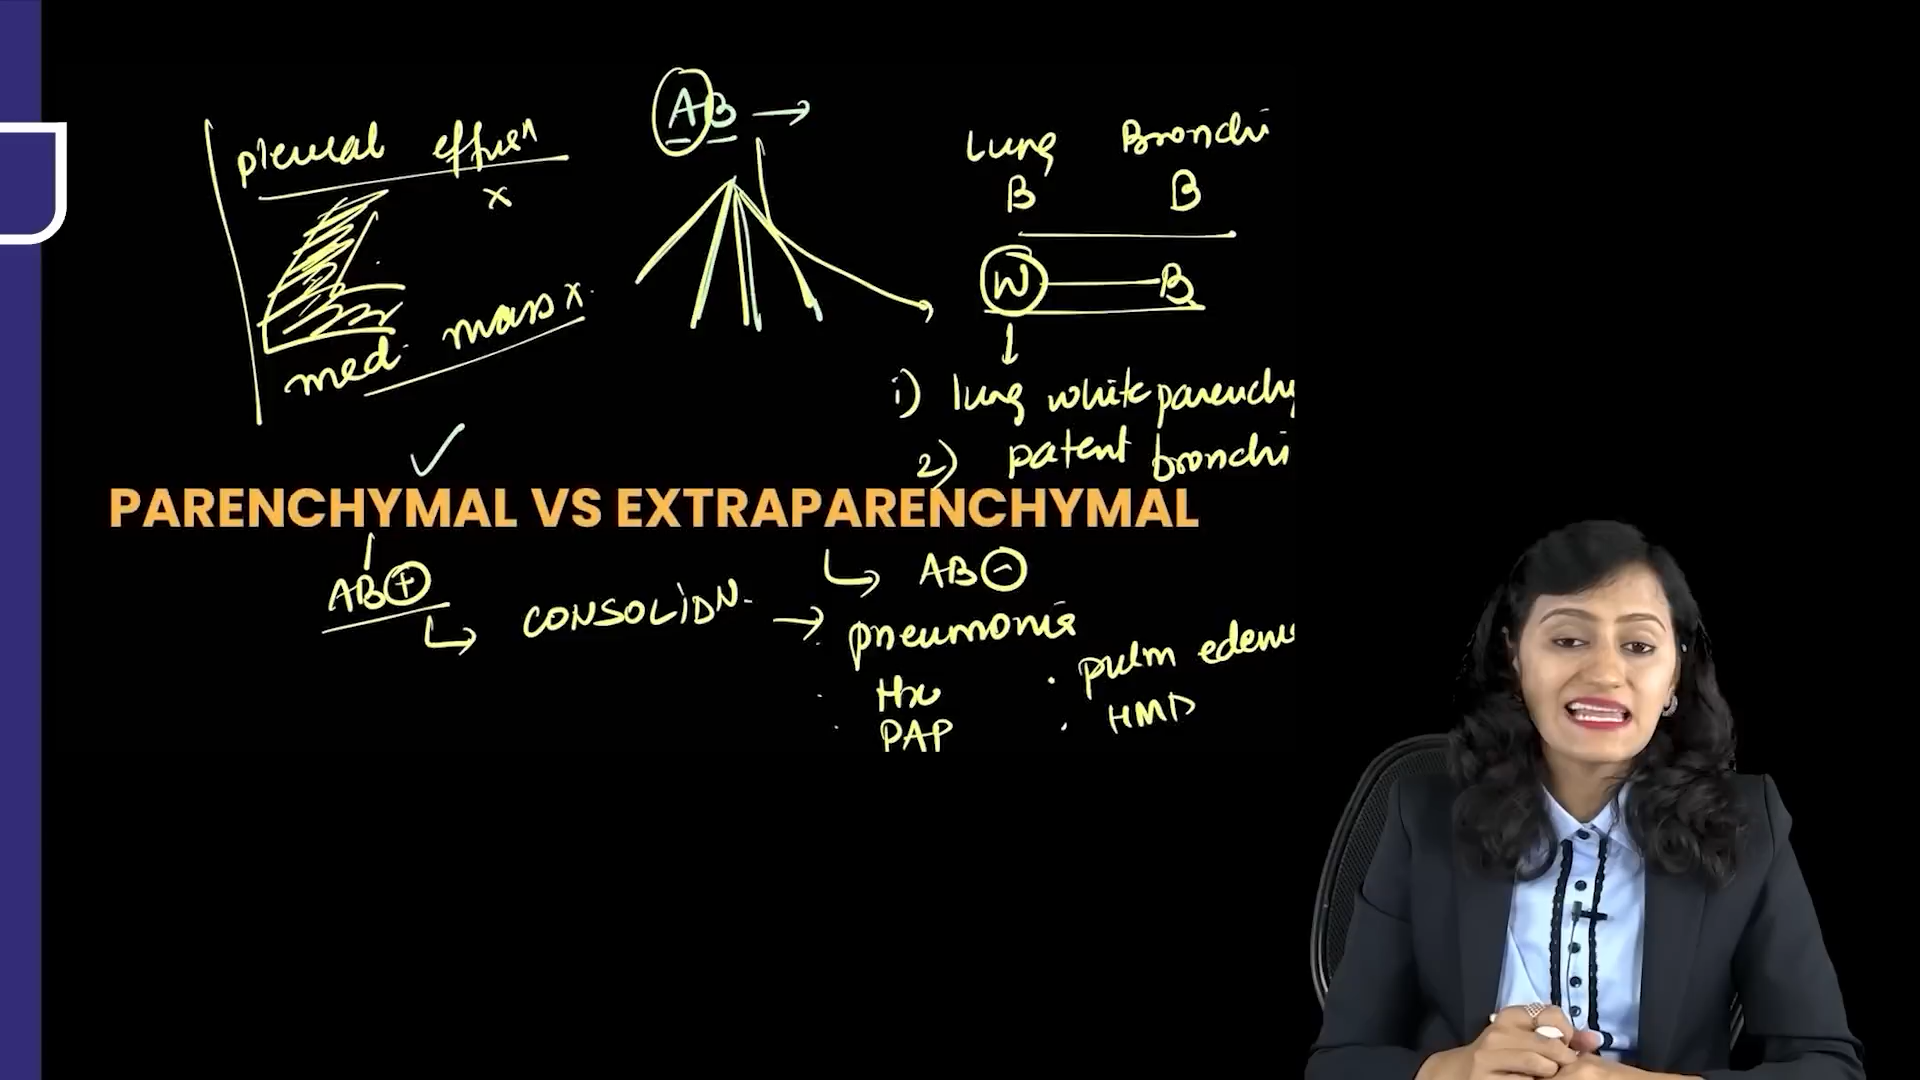 AB →
pleural effusn
x
Lung Bronchi
B B
W B
med. mass x.
1) lung white parenchy
2) patent bronchi
PARENCHYMAL VS EXTRAPARENCHYMAL
AB +
AB -
CONSOLIDN. → pneumonia
pulm edema
HMD
PAP